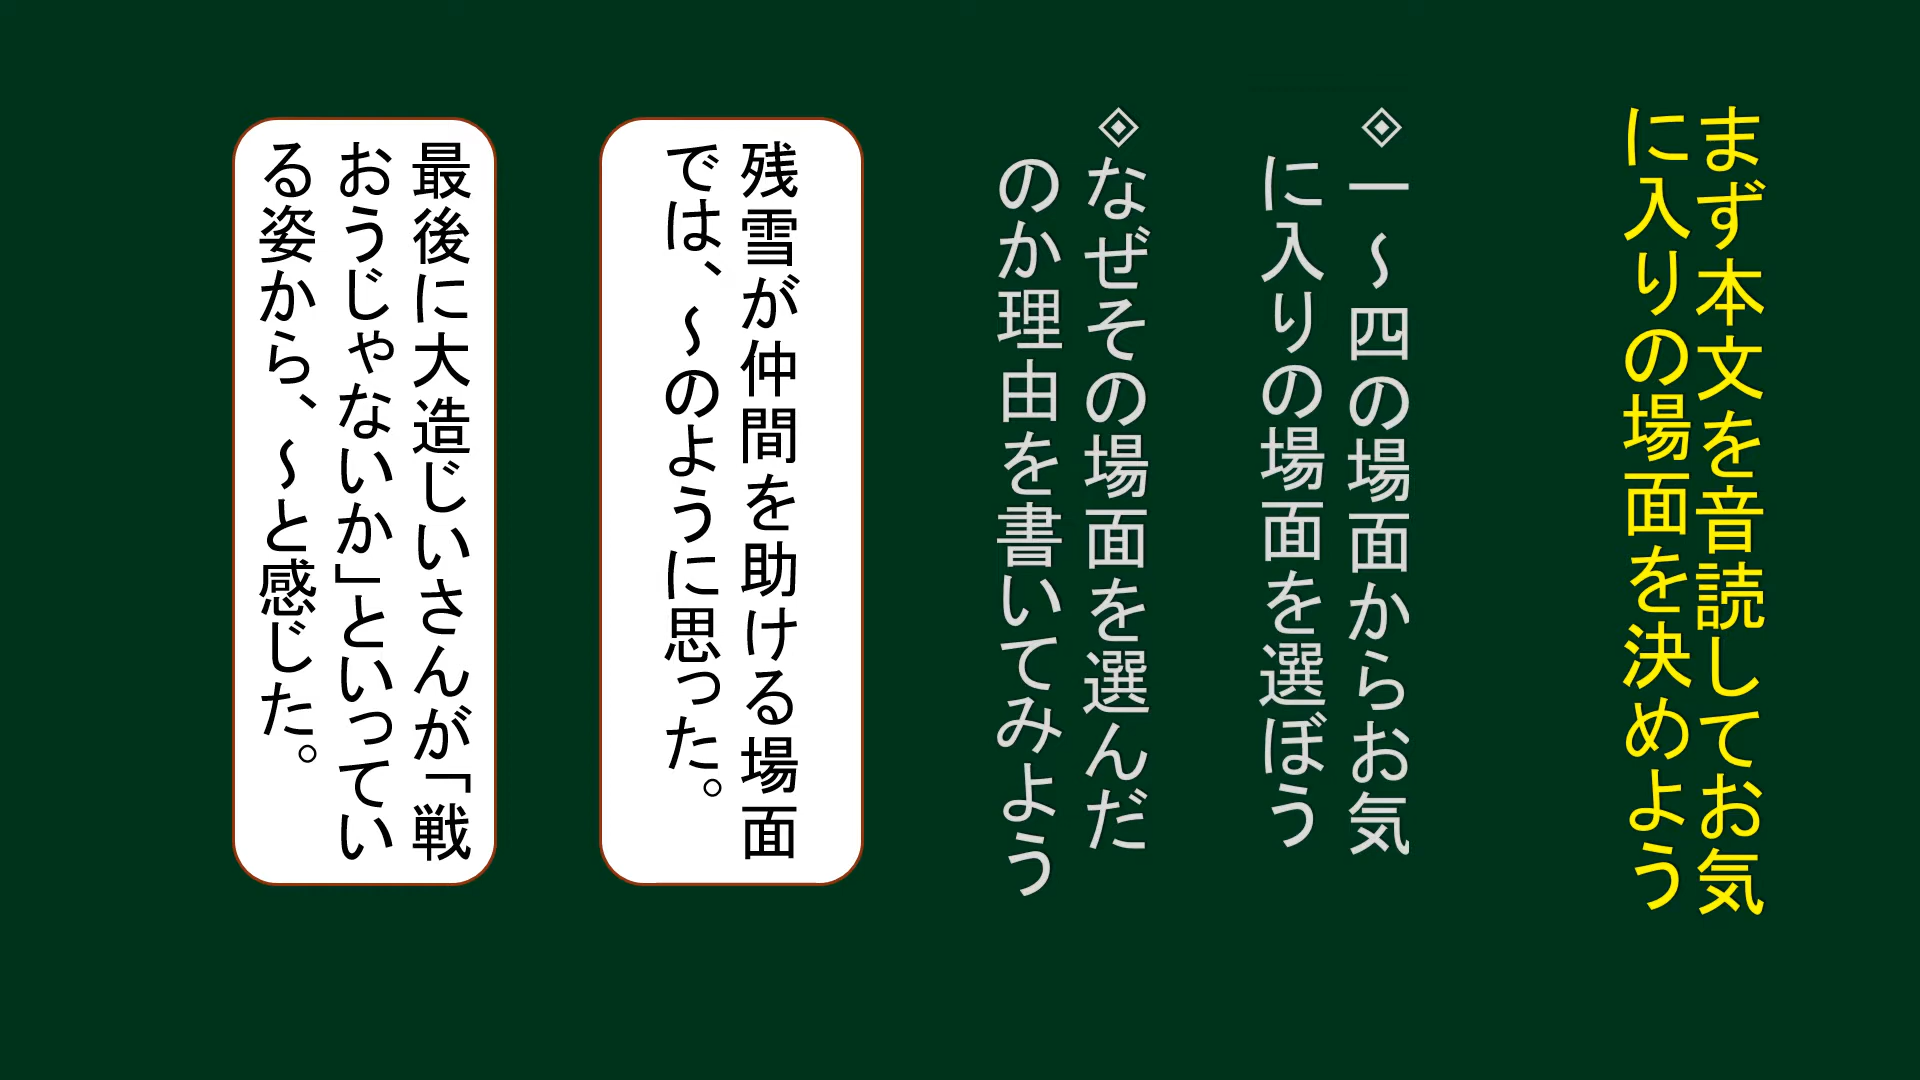 まず本文を音読してお気
に入りの場面を決めよう
◈一～四の場面からお気
に入りの場面を選ぼう
◈なぜその場面を選んだ
のか理由を書いてみよう
残雪が仲間を助ける場面
では、～のように思った。
最後に大造じいさんが「戦
おうじゃないか」といってい
る姿から、～と感じた。